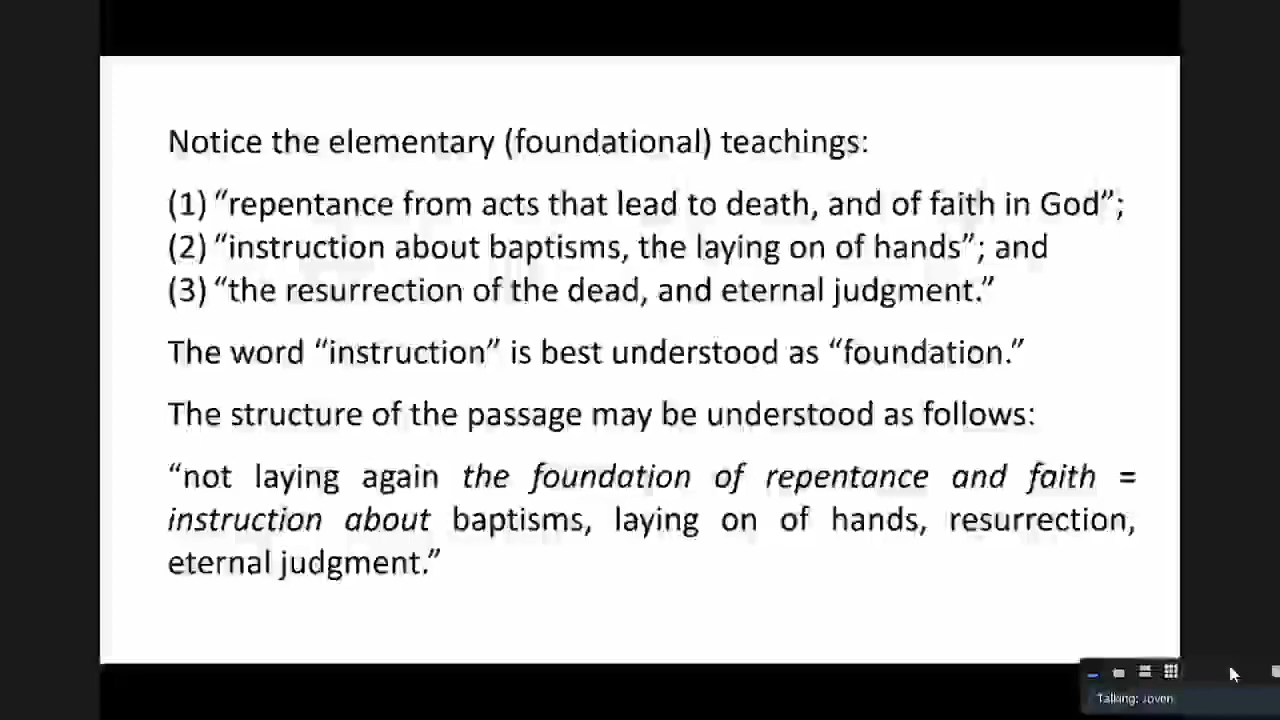 Notice the elementary (foundational) teachings:
(1) “repentance from acts that lead to death, and of faith in God”;
(2) “instruction about baptisms, the laying on of hands”; and
(3) “the resurrection of the dead, and eternal judgment.”
The word “instruction” is best understood as “foundation.”
The structure of the passage may be understood as follows:
“not laying again the foundation of repentance and faith =
instruction about baptisms, laying on of hands, resurrection,
eternal judgment.”
Talking: Joven